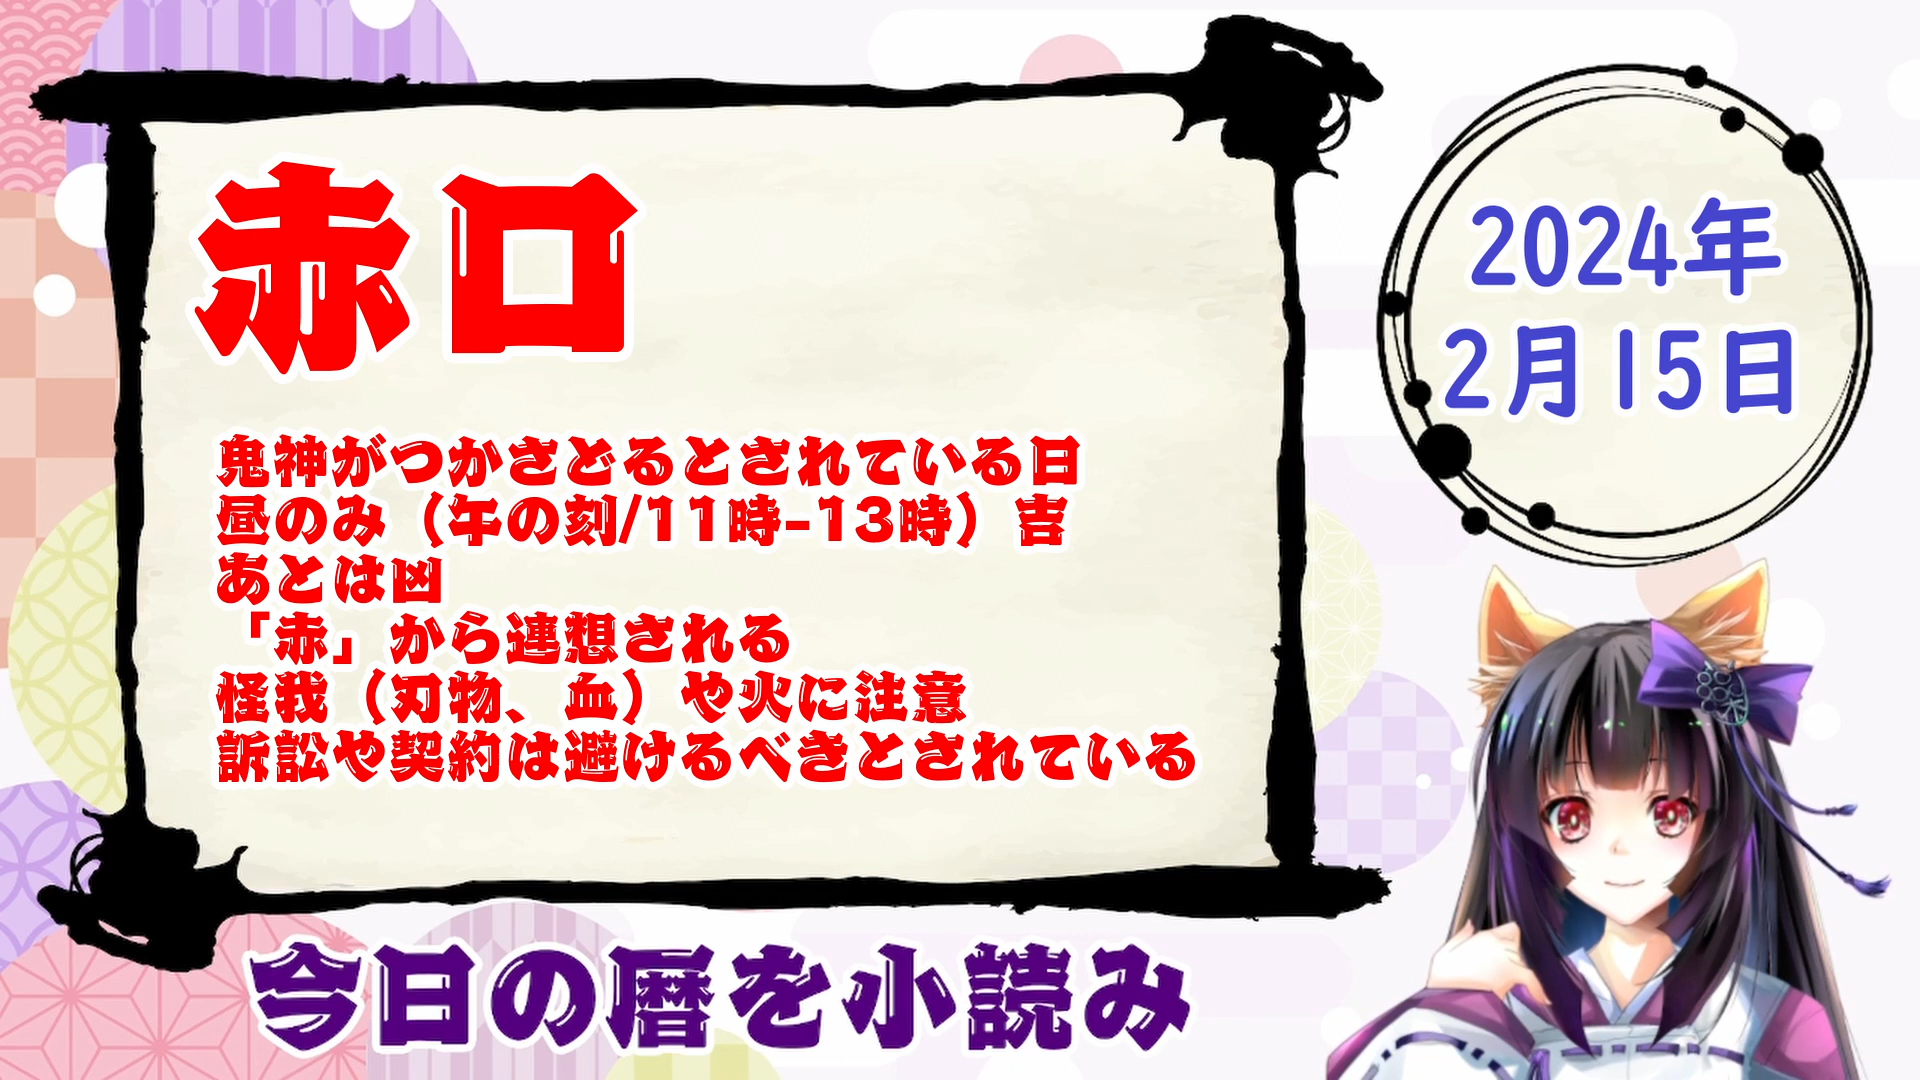 赤口
鬼神がつかさどるとされている日
昼のみ（午の刻/11時-13時）吉
あとは凶
「赤」から連想される
怪我（刃物、血）や火に注意
訴訟や契約は避けるべきとされている
2024年
2月15日
今日の暦を小読み